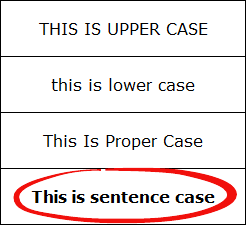 THIS IS UPPER CASE
this is lower case
This Is Proper Case
This is sentence case